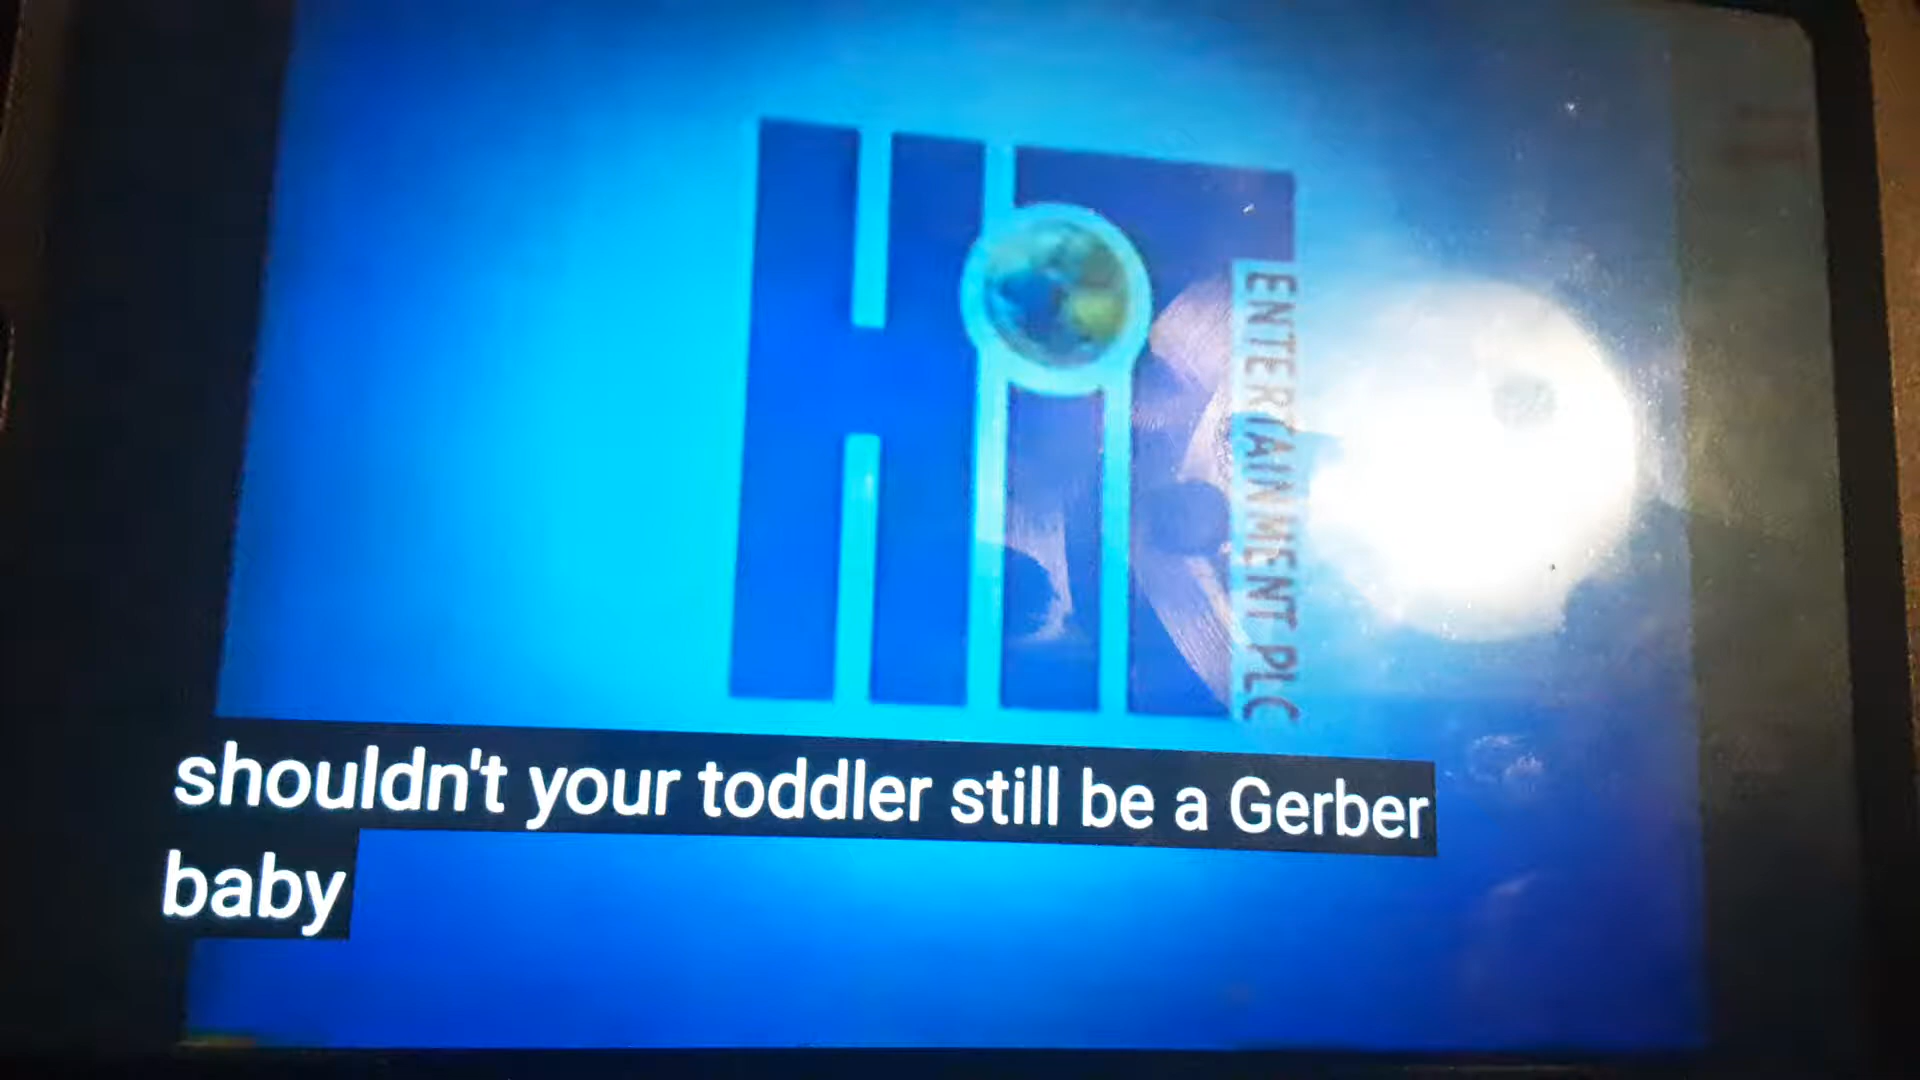 HiT
ENTERTAINMENT PLC
shouldn't your toddler still be a Gerber
baby